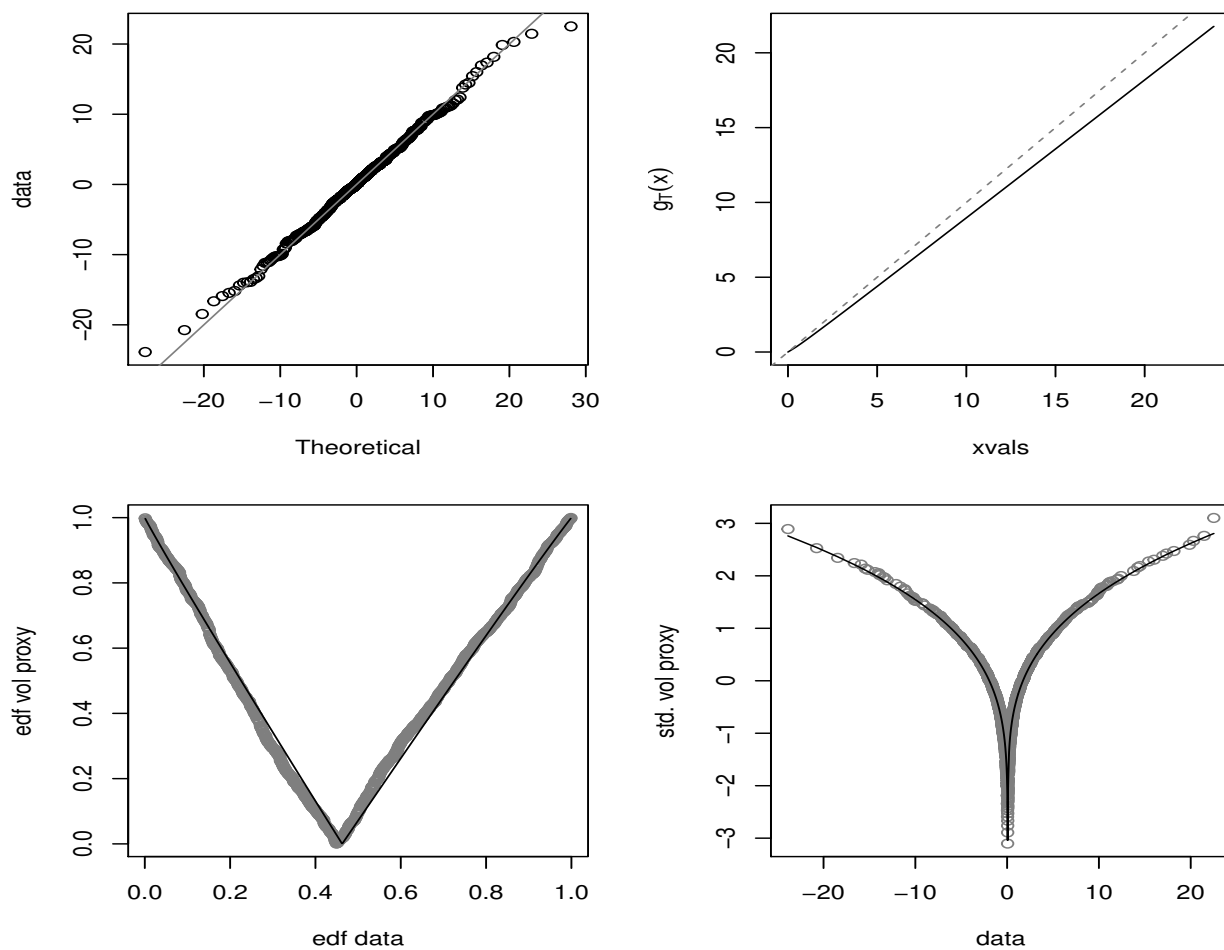 20
10
0
−10
−20
data
−20 −10 0 10 20 30
Theoretical
20
15
10
5
0
gT(x)
0 5 10 15 20
xvals
1.0
0.8
0.6
0.4
0.2
0.0
edf vol proxy
0.0 0.2 0.4 0.6 0.8 1.0
edf data
3
2
1
0
−1
−2
−3
std. vol proxy
−20 −10 0 10 20
data